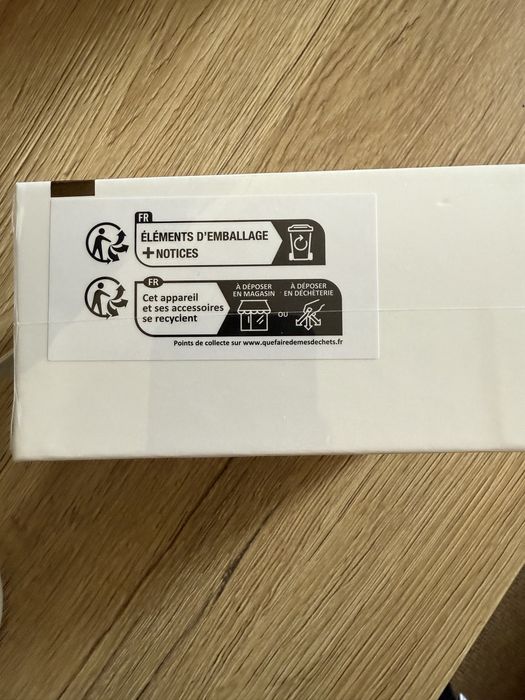 FR
ÉLÉMENTS D'EMBALLAGE
+ NOTICES
FR
Cet appareil
et ses accessoires
se recyclent
À DÉPOSER
EN MAGASIN
OU
À DÉPOSER
EN DÉCHÈTERIE
Points de collecte sur www.quefairedemesdechets.fr